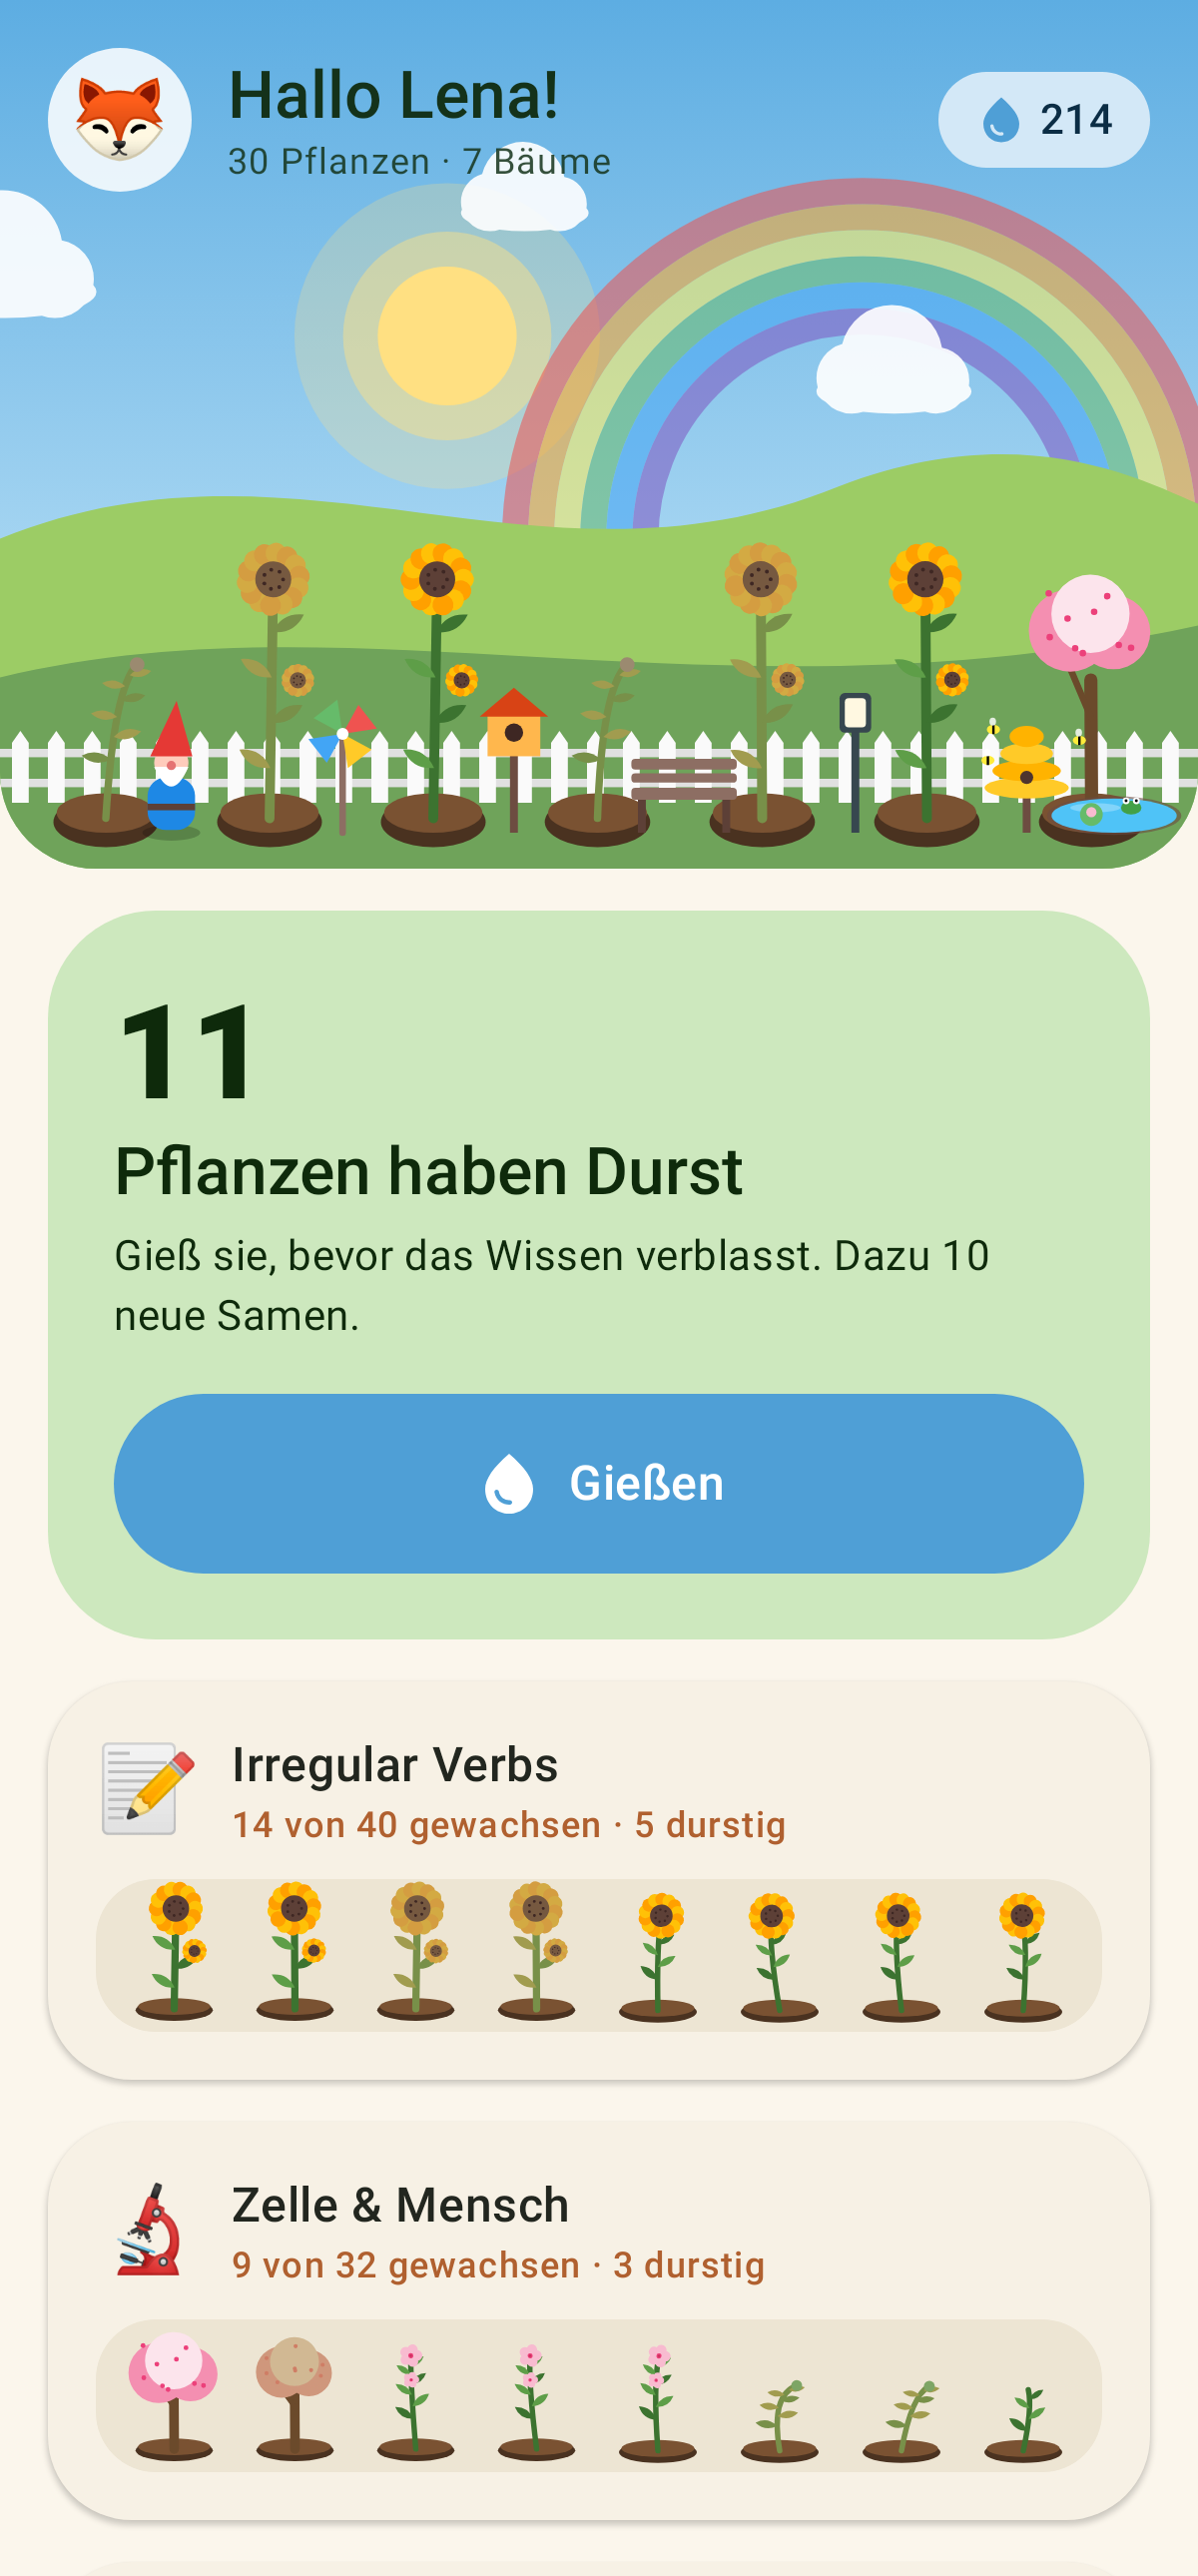 Hallo Lena!
30 Pflanzen · 7 Bäume
214
11
Pflanzen haben Durst
Gieß sie, bevor das Wissen verblasst. Dazu 10
neue Samen.
Gießen
Irregular Verbs
14 von 40 gewachsen · 5 durstig
Zelle & Mensch
9 von 32 gewachsen · 3 durstig